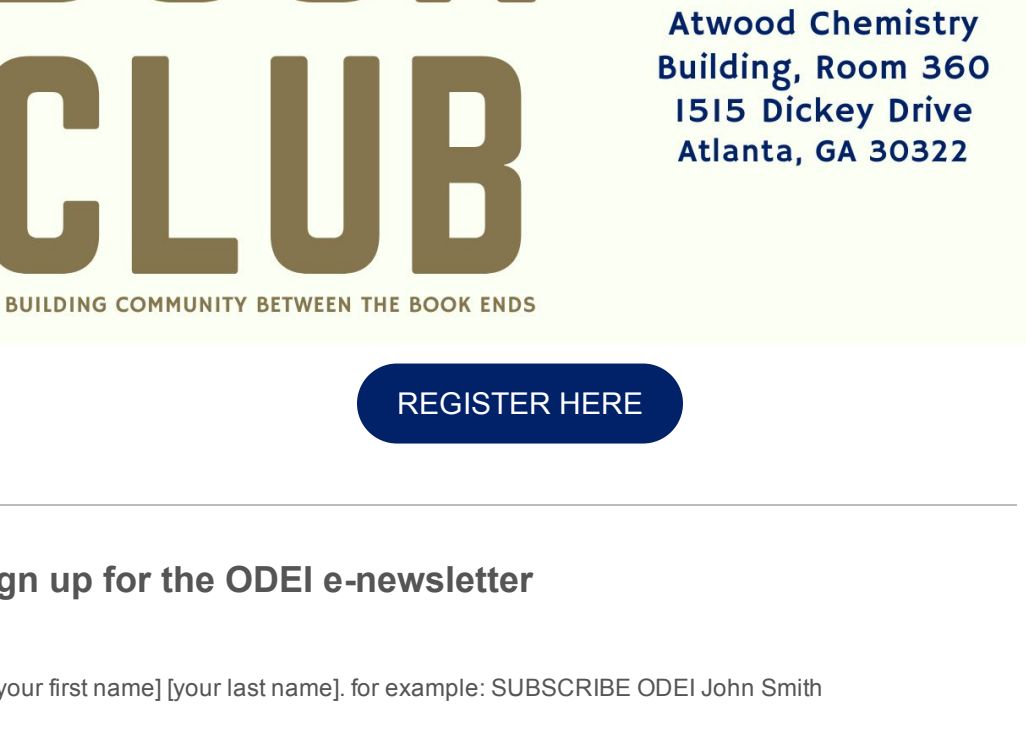 CLUB
BUILDING COMMUNITY BETWEEN THE BOOK ENDS
Atwood Chemistry
Building, Room 360
1515 Dickey Drive
Atlanta, GA 30322
REGISTER HERE
up for the ODEI e-newsletter
your first name] [your last name]. for example: SUBSCRIBE ODEI John Smith